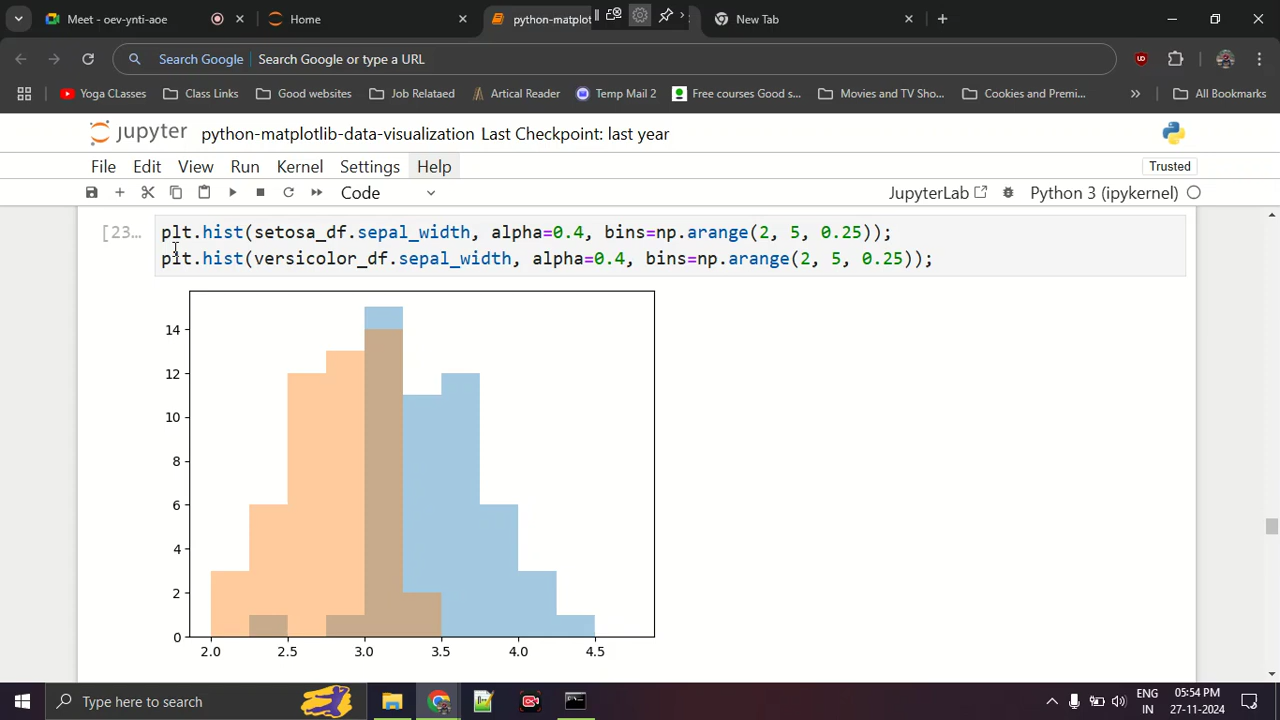 Meet - oev-ynti-aoe
Home
python-matplot
New Tab
Search Google
Search Google or type a URL
Yoga CLasses
Class Links
Good websites
Job Relataed
Artical Reader
Temp Mail 2
Free courses Good s...
Movies and TV Sho...
Cookies and Premi...
All Bookmarks
jupyter
python-matplotlib-data-visualization Last Checkpoint: last year
File
Edit
View
Run
Kernel
Settings
Help
Trusted
Code
JupyterLab
Python 3 (ipykernel)
[23...
plt.hist(setosa_df.sepal_width, alpha=0.4, bins=np.arange(2, 5, 0.25));
plt.hist(versicolor_df.sepal_width, alpha=0.4, bins=np.arange(2, 5, 0.25));
14
12
10
8
6
4
2
0
2.0 2.5 3.0 3.5 4.0 4.5
Type here to search
ENG
IN
05:54 PM
27-11-2024